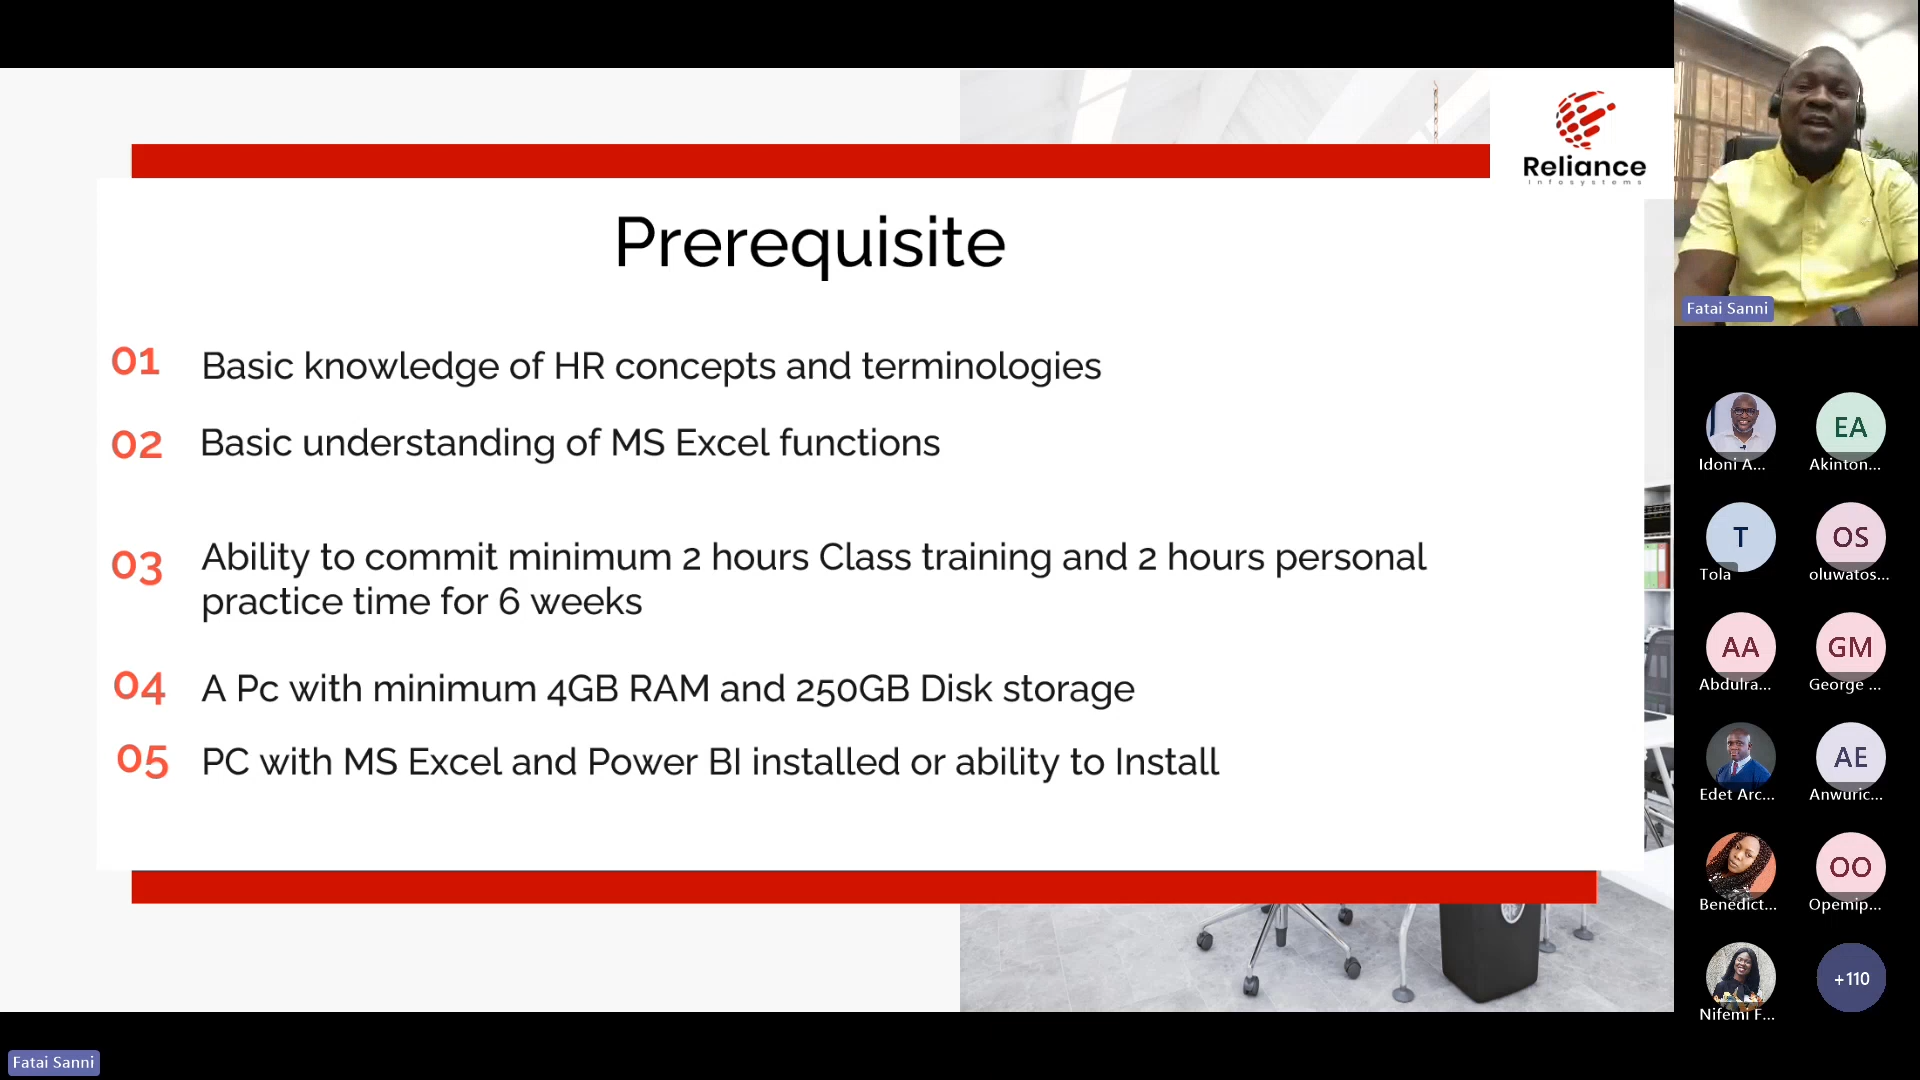 Reliance
infosystems
Prerequisite
01 Basic knowledge of HR concepts and terminologies
02 Basic understanding of MS Excel functions
03 Ability to commit minimum 2 hours Class training and 2 hours personal
practice time for 6 weeks
04 A Pc with minimum 4GB RAM and 250GB Disk storage
05 PC with MS Excel and Power BI installed or ability to Install
Fatai Sanni
Idoni A...
EA
Akinton...
T
Tola
OS
oluwatos...
AA
Abdulra...
GM
George ...
Edet Arc...
AE
Anwuric...
Benedict...
OO
Opemip...
Nifemi F...
+110
Fatai Sanni